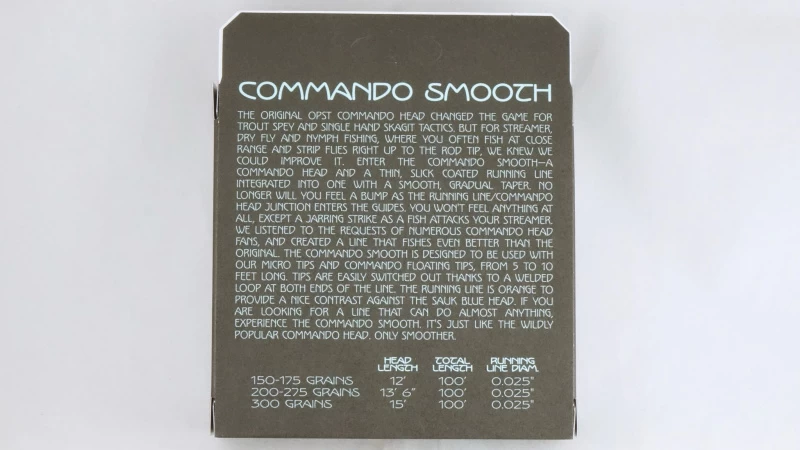 COMMANDO SMOOTH
THE ORIGINAL OPST COMMANDO HEAD CHANGED THE GAME FOR
TROUT SPEY AND SINGLE HAND SKAGIT TACTICS. BUT FOR STREAMER,
DRY FLY AND NYMPH FISHING, WHERE YOU OFTEN FISH AT CLOSE
RANGE AND STRIP FLIES RIGHT UP TO THE ROD TIP, WE KNEW WE
COULD IMPROVE IT. ENTER THE COMMANDO SMOOTH—A
COMMANDO HEAD AND A THIN, SLICK COATED RUNNING LINE
INTEGRATED INTO ONE WITH A SMOOTH, GRADUAL TAPER. NO
LONGER WILL YOU FEEL A BUMP AS THE RUNNING LINE/COMMANDO
HEAD JUNCTION ENTERS THE GUIDES. YOU WON'T FEEL ANYTHING AT
ALL, EXCEPT A JARRING STRIKE AS A FISH ATTACKS YOUR STREAMER.
WE LISTENED TO THE REQUESTS OF NUMEROUS COMMANDO HEAD
FANS, AND CREATED A LINE THAT FISHES EVEN BETTER THAN THE
ORIGINAL. THE COMMANDO SMOOTH IS DESIGNED TO BE USED WITH
OUR MICRO TIPS AND COMMANDO FLOATING TIPS, FROM 5 TO 10
FEET LONG. TIPS ARE EASILY SWITCHED OUT THANKS TO A WELDED
LOOP AT BOTH ENDS OF THE LINE. THE RUNNING LINE IS ORANGE TO
PROVIDE A NICE CONTRAST AGAINST THE SAUK BLUE HEAD. IF YOU
ARE LOOKING FOR A LINE THAT CAN DO ALMOST ANYTHING,
EXPERIENCE THE COMMANDO SMOOTH. IT'S JUST LIKE THE WILDLY
POPULAR COMMANDO HEAD. ONLY SMOOTHER.
HEAD TOTAL RUNNING
LENGTH LENGTH LINE DIAM.
150-175 GRAINS 12' 100' 0.025"
200-275 GRAINS 13' 6" 100' 0.025"
300 GRAINS 15' 100' 0.025"